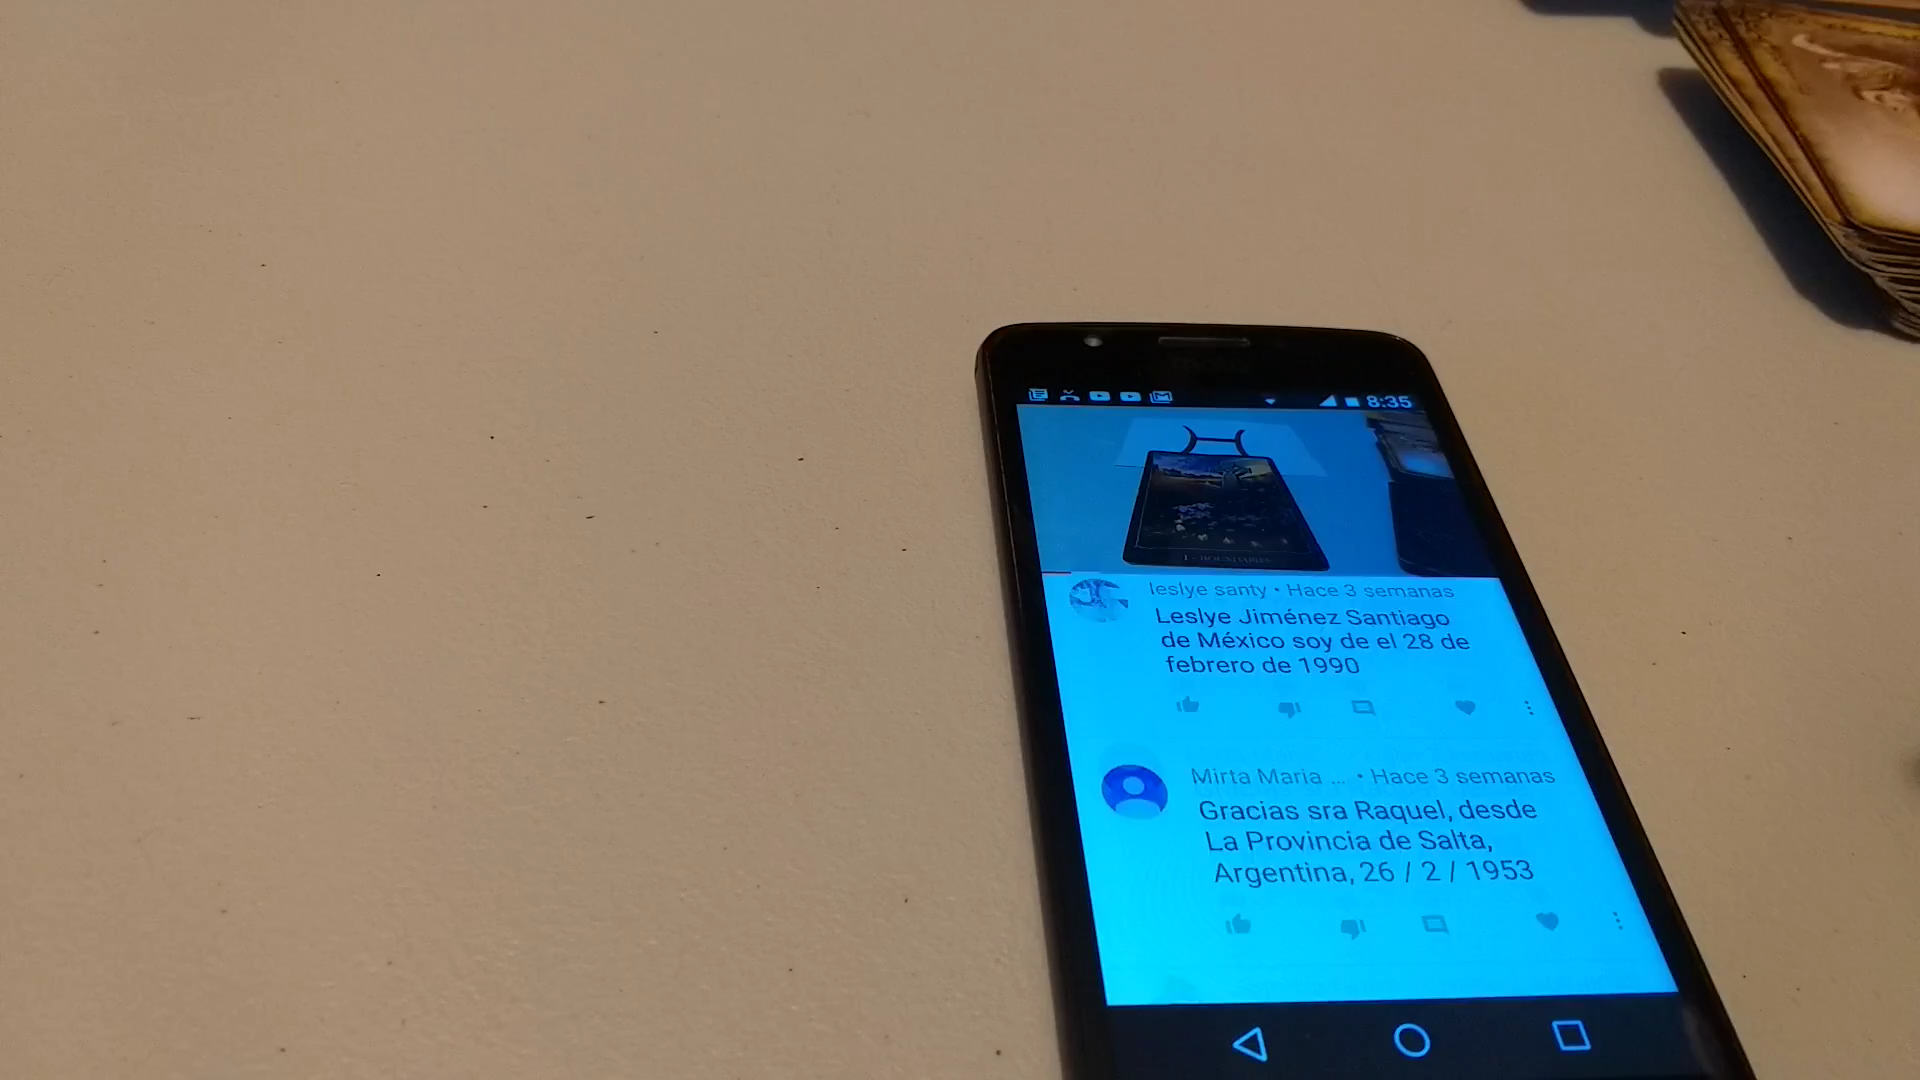 8:35
leslye santy • Hace 3 semanas
Leslye Jiménez Santiago
de México soy de el 28 de
febrero de 1990
Mirta Maria ... • Hace 3 semanas
Gracias sra Raquel, desde
La Provincia de Salta,
Argentina, 26 / 2 / 1953